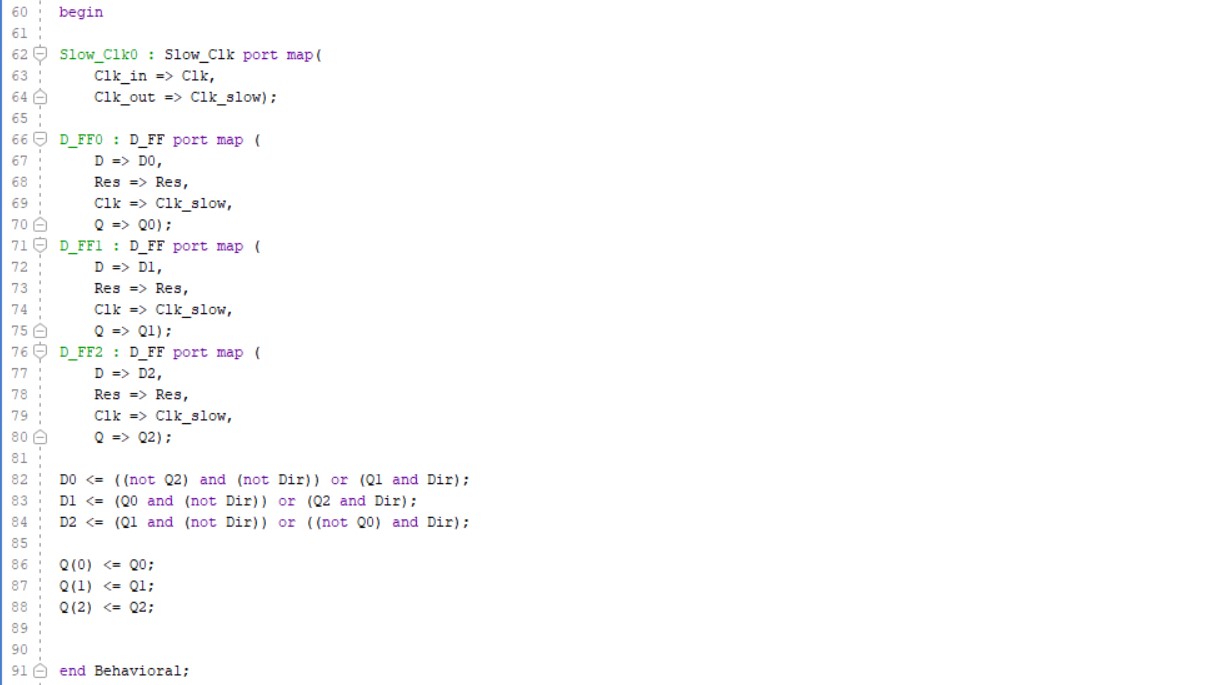 60 begin
61
62 Slow_Clk0 : Slow_Clk port map(
63 Clk_in => Clk,
64 Clk_out => Clk_slow);
65
66 D_FF0 : D_FF port map (
67 D => D0,
68 Res => Res,
69 Clk => Clk_slow,
70 Q => Q0);
71 D_FF1 : D_FF port map (
72 D => D1,
73 Res => Res,
74 Clk => Clk_slow,
75 Q => Q1);
76 D_FF2 : D_FF port map (
77 D => D2,
78 Res => Res,
79 Clk => Clk_slow,
80 Q => Q2);
81
82 D0 <= ((not Q2) and (not Dir)) or (Q1 and Dir);
83 D1 <= (Q0 and (not Dir)) or (Q2 and Dir);
84 D2 <= (Q1 and (not Dir)) or ((not Q0) and Dir);
85
86 Q(0) <= Q0;
87 Q(1) <= Q1;
88 Q(2) <= Q2;
89
90
91 end Behavioral;